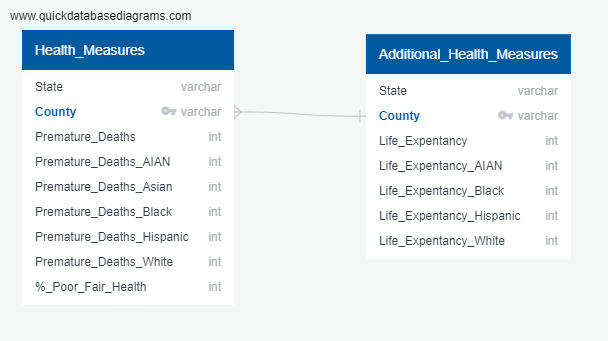 www.quickdatabasediagrams.com
Health_Measures
State varchar
County varchar
Premature_Deaths int
Premature_Deaths_AIAN int
Premature_Deaths_Asian int
Premature_Deaths_Black int
Premature_Deaths_Hispanic int
Premature_Deaths_White int
%_Poor_Fair_Health int
Additional_Health_Measures
State varchar
County varchar
Life_Expentancy int
Life_Expentancy_AIAN int
Life_Expentancy_Black int
Life_Expentancy_Hispanic int
Life_Expentancy_White int